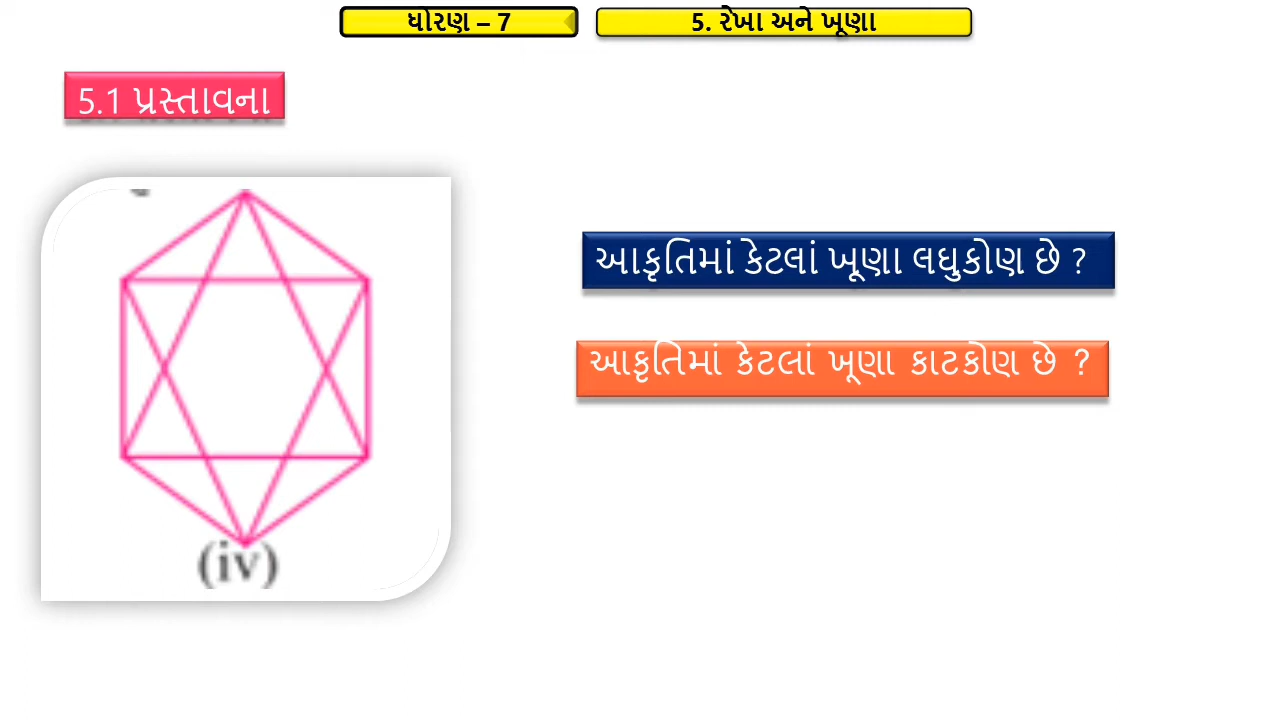 ધોરણ – 7
5. રેખા અને ખૂણા
5.1 પ્રસ્તાવના
આકૃતિમાં કેટલાં ખૂણા લઘુકોણ છે ?
આકૃતિમાં કેટલાં ખૂણા કાટકોણ છે ?
(iv)